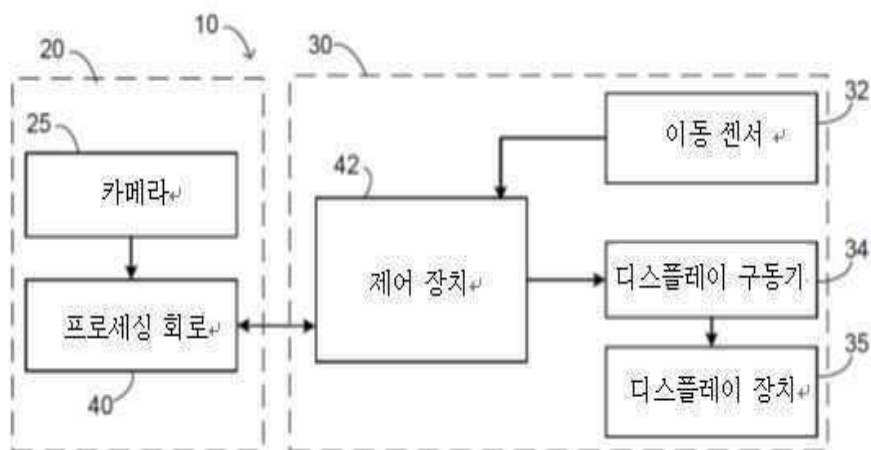 10
20
30
25
카메라
프로세싱 회로
40
42
제어 장치
이동 센서
32
디스플레이 구동기
34
디스플레이 장치
35